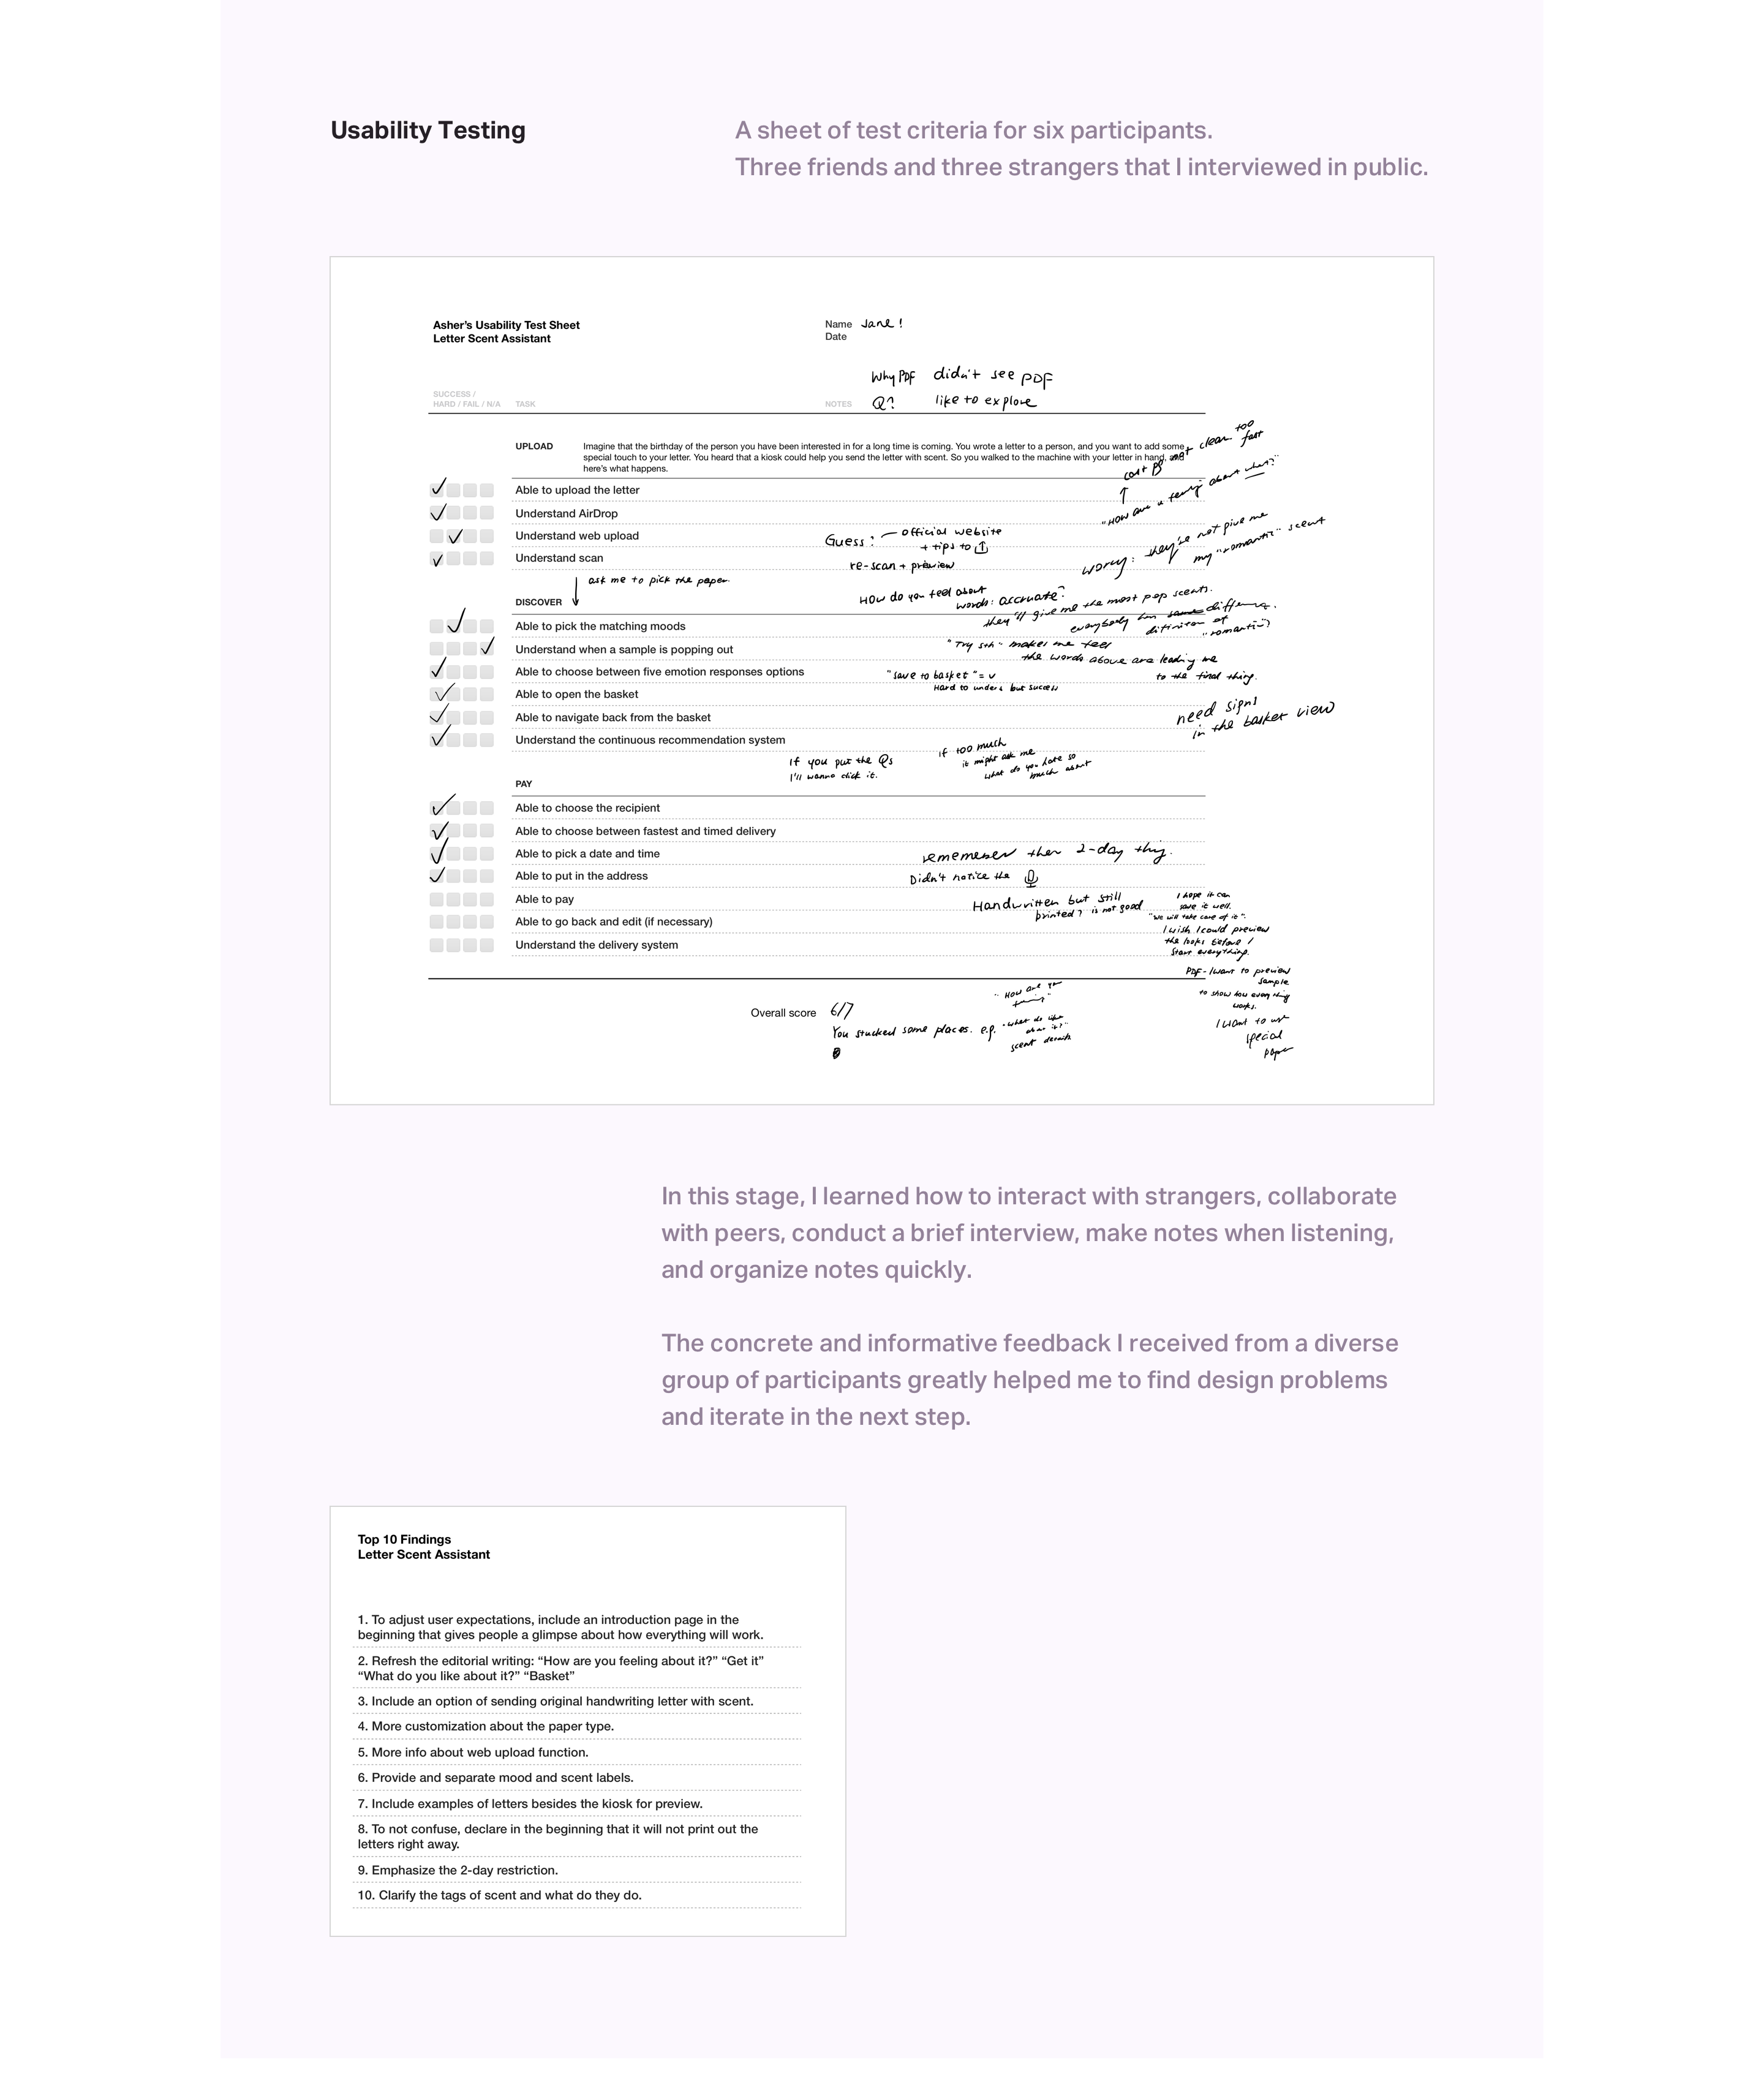 Usability Testing
A sheet of test criteria for six participants.
Three friends and three strangers that I interviewed in public.
Asher’s Usability Test Sheet
Letter Scent Assistant
Name Jane!
Date
SUCCESS /
HARD / FAIL / N/A TASK
NOTES
Why PDF didn't see PDF
Q? like to explore
UPLOAD
Imagine that the birthday of the person you have been interested in for a long time is coming. You wrote a letter to a person, and you want to add some
special touch to your letter. You heard that a kiosk could help you send the letter with scent. So you walked to the machine with your letter in hand, and
here’s what happens.
not clear too fast
Able to upload the letter
"How are u feeling about what?"
Understand AirDrop
Understand web upload
Guess: — official website
+ tips to
worry: they're not give me
my "romantic" scent
Understand scan
re-scan + preview
ask me to pick the paper
How do you feel about
words: accruate?
DISCOVER
they'll give me the most pop scents.
everybody has same differing
of "romantic"?
Able to pick the matching moods
Understand when a sample is popping out
"Try sth" makes me feel
the words above are leading me
to the final thing.
Able to choose between five emotion responses options
"save to basket" = v
Hard to unders but success
Able to open the basket
Able to navigate back from the basket
need signs
in the basket view
Understand the continuous recommendation system
If you put the Qs
I'll wanna click it.
if too much
it might ask me
what do you hate so
much about
PAY
Able to choose the recipient
Able to choose between fastest and timed delivery
Able to pick a date and time
rememeber ther 2-day thing.
Able to put in the address
Didn't notice the
Able to pay
Handwritten but still
printed? is not good
I hope it can
save it well.
"we will take care of it".
Able to go back and edit (if necessary)
I wish I could preview
the looks before I
start everything.
Understand the delivery system
PDF - I want to preview
sample
to show how everything
works.
I want to use
special
paper
Overall score 6/7
You stucked some places. e.g.
"How are you
"what do like
about it?"
scent details
In this stage, I learned how to interact with strangers, collaborate
with peers, conduct a brief interview, make notes when listening,
and organize notes quickly.
The concrete and informative feedback I received from a diverse
group of participants greatly helped me to find design problems
and iterate in the next step.
Top 10 Findings
Letter Scent Assistant
1. To adjust user expectations, include an introduction page in the
beginning that gives people a glimpse about how everything will work.
2. Refresh the editorial writing: “How are you feeling about it?” “Get it”
“What do you like about it?” “Basket”
3. Include an option of sending original handwriting letter with scent.
4. More customization about the paper type.
5. More info about web upload function.
6. Provide and separate mood and scent labels.
7. Include examples of letters besides the kiosk for preview.
8. To not confuse, declare in the beginning that it will not print out the
letters right away.
9. Emphasize the 2-day restriction.
10. Clarify the tags of scent and what do they do.